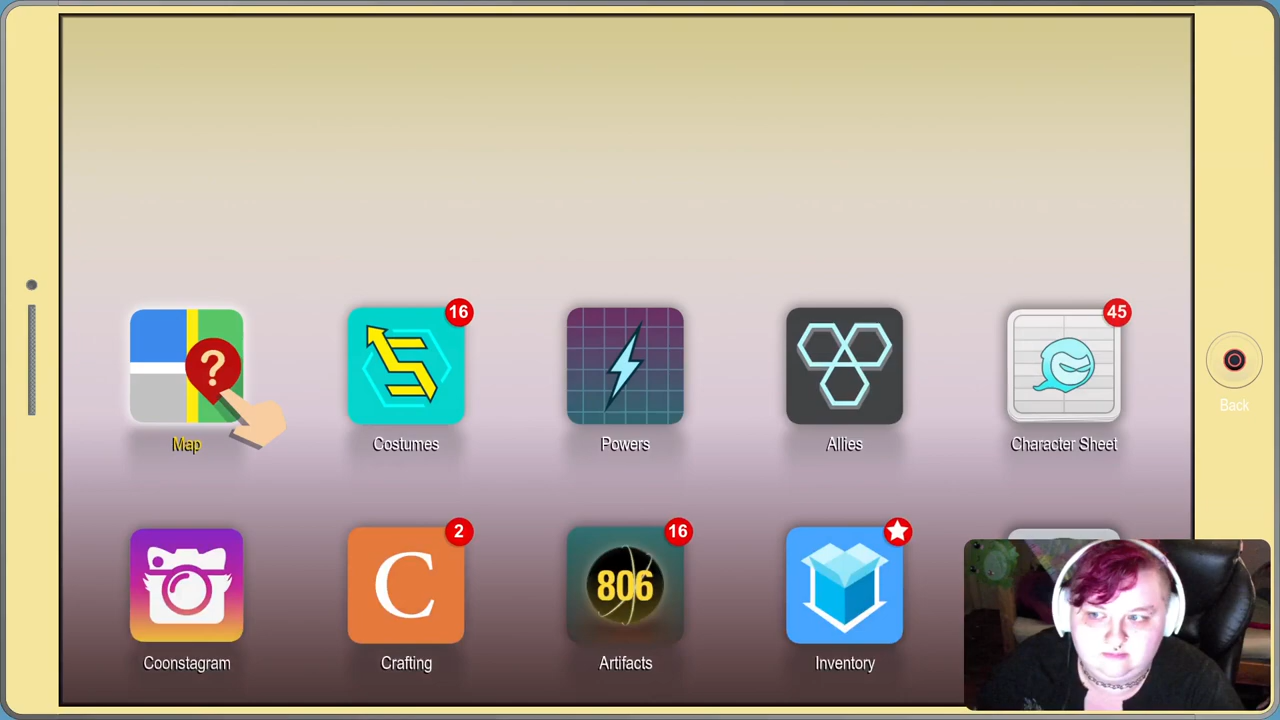 16
45
?
Back
Map
Costumes
Powers
Allies
Character Sheet
2
16
C
806
Coonstagram
Crafting
Artifacts
Inventory